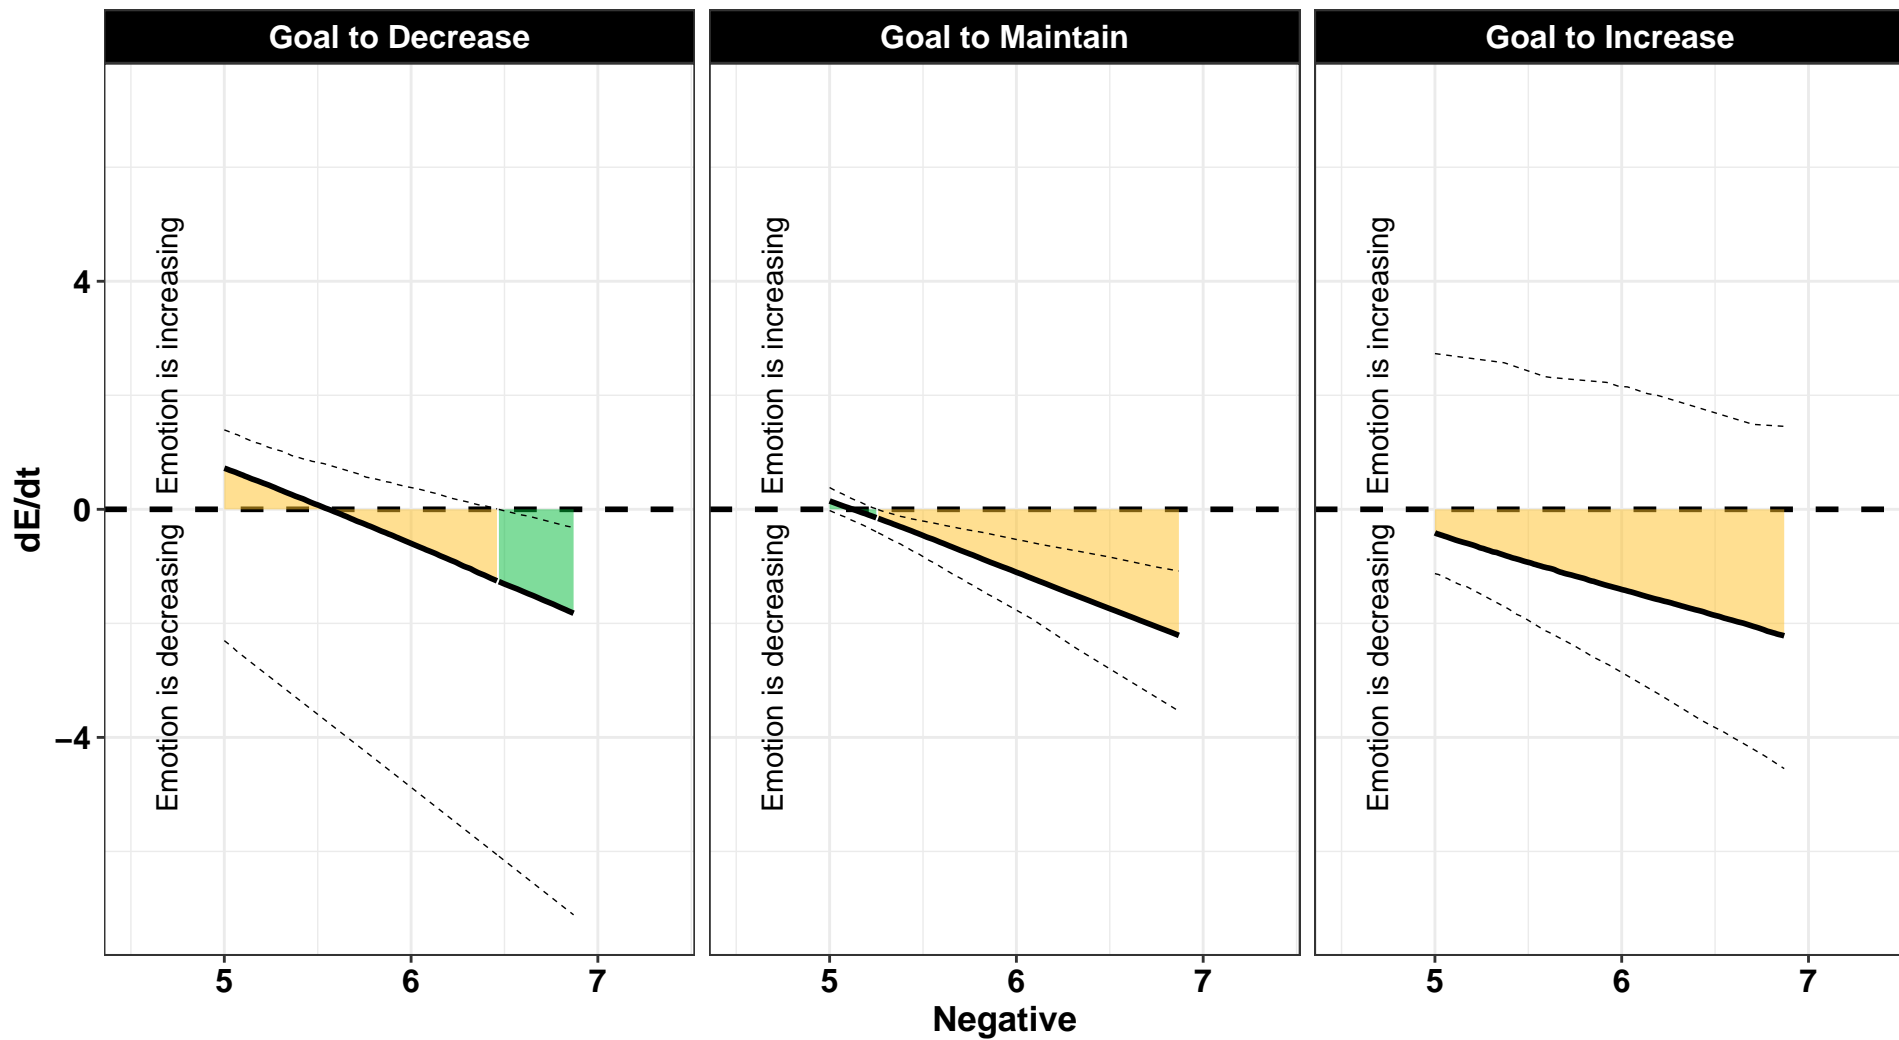 Goal to Decrease
Goal to Maintain
Goal to Increase
dE/dt
4
0
−4
Emotion is increasing
Emotion is decreasing
Emotion is increasing
Emotion is decreasing
Emotion is increasing
Emotion is decreasing
5
6
7
5
6
7
5
6
7
Negative